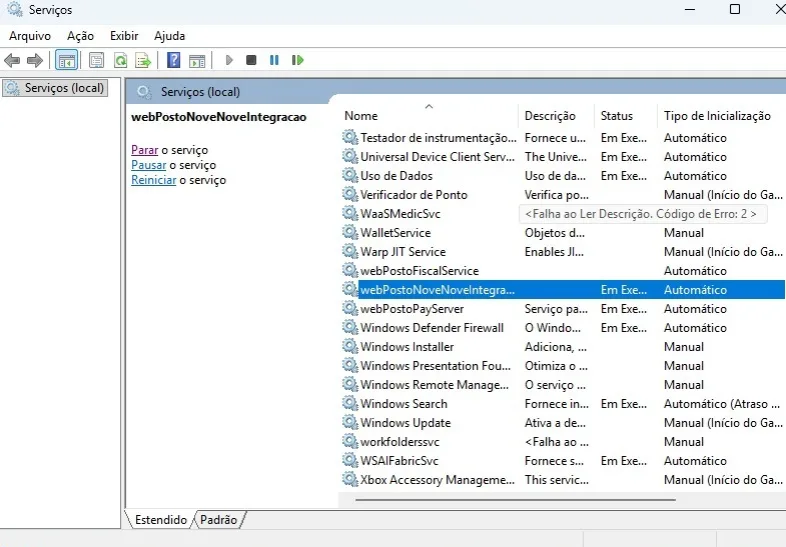 Serviços
Arquivo Ação Exibir Ajuda
Serviços (local)
Serviços (local)
webPostoNoveNoveIntegracao
Parar o serviço
Pausar o serviço
Reiniciar o serviço
Nome Descrição Status Tipo de Inicialização
Testador de instrumentação... Fornece u... Em Exe... Automático
Universal Device Client Serv... The Unive... Em Exe... Automático
Uso de Dados Uso de da... Em Exe... Automático
Verificador de Ponto Verifica po... Manual (Início do Ga...
WaaSMedicSvc <Falha ao Ler Descrição. Código de Erro: 2 >
WalletService Objetos d... Manual
Warp JIT Service Enables JI... Manual (Início do Ga...
webPostoFiscalService Automático
webPostoNoveNoveIntegra... Em Exe... Automático
webPostoPayServer Serviço pa... Em Exe... Automático
Windows Defender Firewall O Windo... Em Exe... Automático
Windows Installer Adiciona, ... Manual
Windows Presentation Fou... Otimiza o ... Manual
Windows Remote Manage... O serviço ... Manual
Windows Search Fornece in... Em Exe... Automático (Atraso ...
Windows Update Ativa a de... Manual (Início do Ga...
workfolderssvc <Falha ao ... Manual
WSAIFabricSvc Fornece s... Em Exe... Automático
Xbox Accessory Manageme... This servic... Manual (Início do Ga...
Estendido Padrão